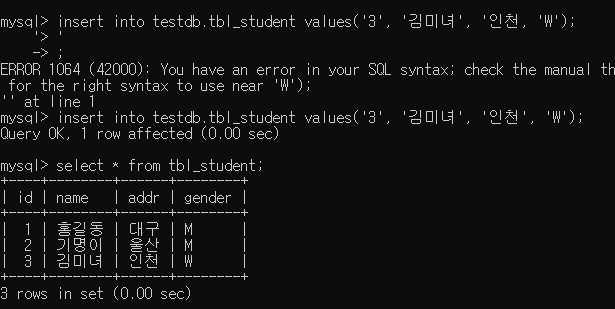 mysql> insert into testdb.tbl_student values('3', '김미녀', '인천, 'W');
    '> '
    -> ;
ERROR 1064 (42000): You have an error in your SQL syntax; check the manual th
 for the right syntax to use near 'W');
'' at line 1
mysql> insert into testdb.tbl_student values('3', '김미녀', '인천', 'W');
Query OK, 1 row affected (0.00 sec)
mysql> select * from tbl_student;
+----+--------+------+--------+
| id | name   | addr | gender |
+----+--------+------+--------+
|  1 | 홍길동 | 대구 | M      |
|  2 | 기명이 | 울산 | M      |
|  3 | 김미녀 | 인천 | W      |
+----+--------+------+--------+
3 rows in set (0.00 sec)